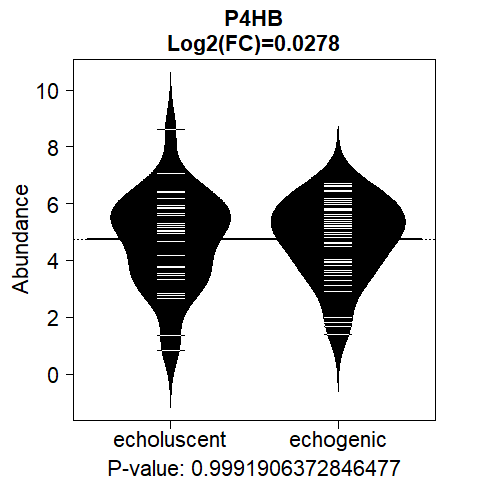 P4HB
Log2(FC)=0.0278
Abundance
10
8
6
4
2
0
echoluscent echogenic
P-value: 0.9991906372846477